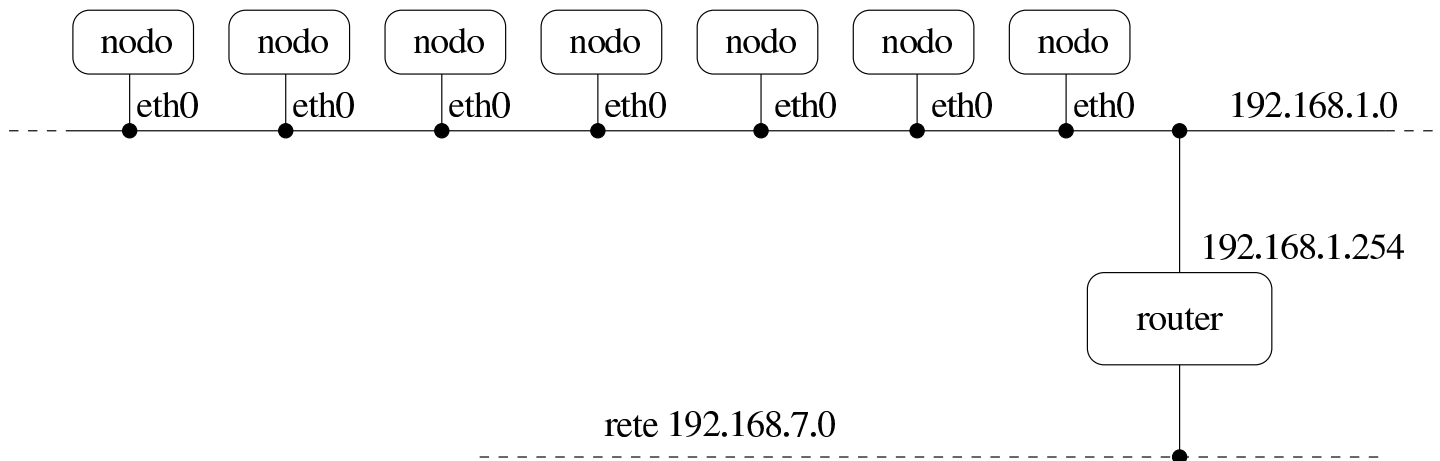 nodo nodo nodo nodo nodo nodo nodo
eth0 eth0 eth0 eth0 eth0 eth0 eth0 192.168.1.0
192.168.1.254
router
rete 192.168.7.0